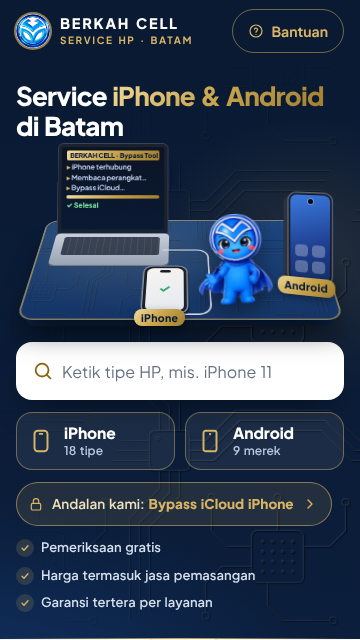 BERKAH CELL
SERVICE HP · BATAM
Bantuan
Service iPhone & Android
di Batam
BERKAH CELL - Bypass Tool
▸ iPhone terhubung
▸ Membaca perangkat...
▸ Bypass iCloud...
✓ Selesai
iPhone
Android
Ketik tipe HP, mis. iPhone 11
iPhone
18 tipe
Android
9 merek
Andalan kami: Bypass iCloud iPhone
Pemeriksaan gratis
Harga termasuk jasa pemasangan
Garansi tertera per layanan